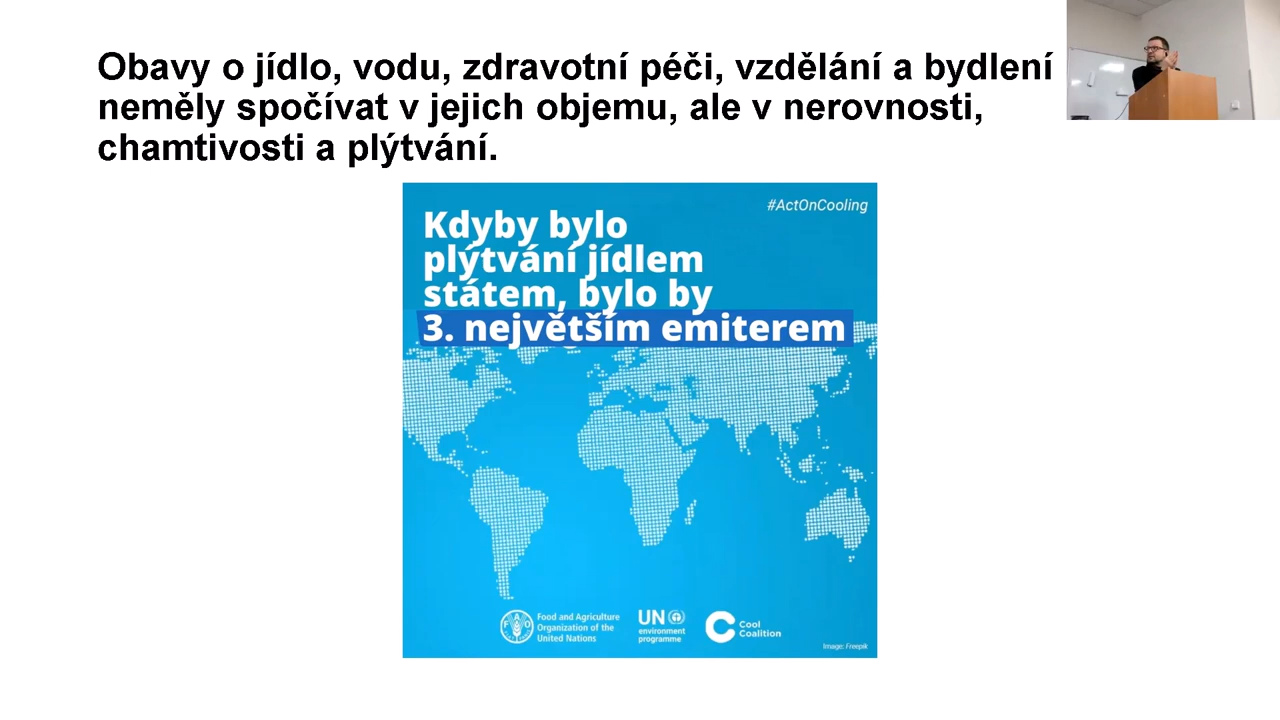 Obavy o jídlo, vodu, zdravotní péči, vzdělání a bydlení
neměly spočívat v jejich objemu, ale v nerovnosti,
chamtivosti a plýtvání.
#ActOnCooling
Kdyby bylo
plýtvání jídlem
státem, bylo by
3. největším emiterem
FAO
Food and Agriculture
Organization of the
United Nations
UN
environment
programme
Cool
Coalition
Image: Freepik